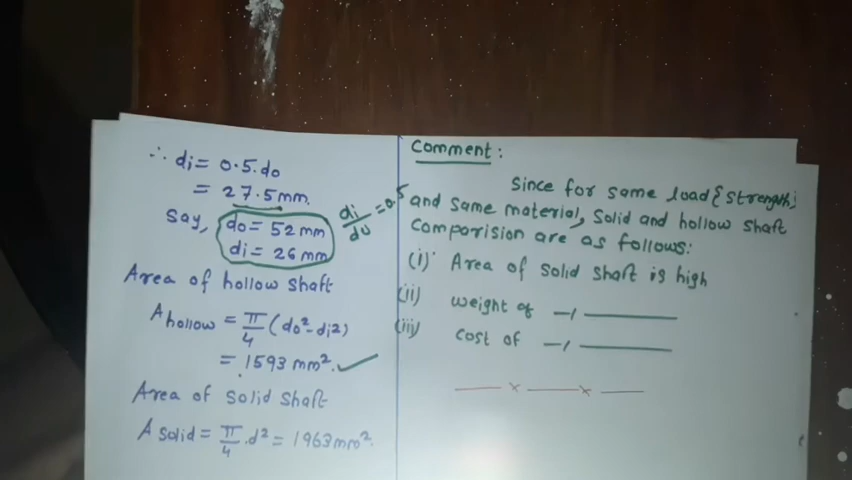 ∴ di = 0.5.do
= 27.5mm.
Say, do = 52 mm
di = 26 mm
di/do = 0.5
Area of hollow shaft
A hollow = π/4 (do²-di²)
= 1593 mm².
Area of solid shaft
A solid = π/4 .d² = 1963mm².
Comment:
Since for same load {strength;
and same material, Solid and hollow shaft
Comparision are as follows:
(i) Area of solid shaft is high
(ii) weight of —〃—
(iii) cost of —〃—
— x — x —